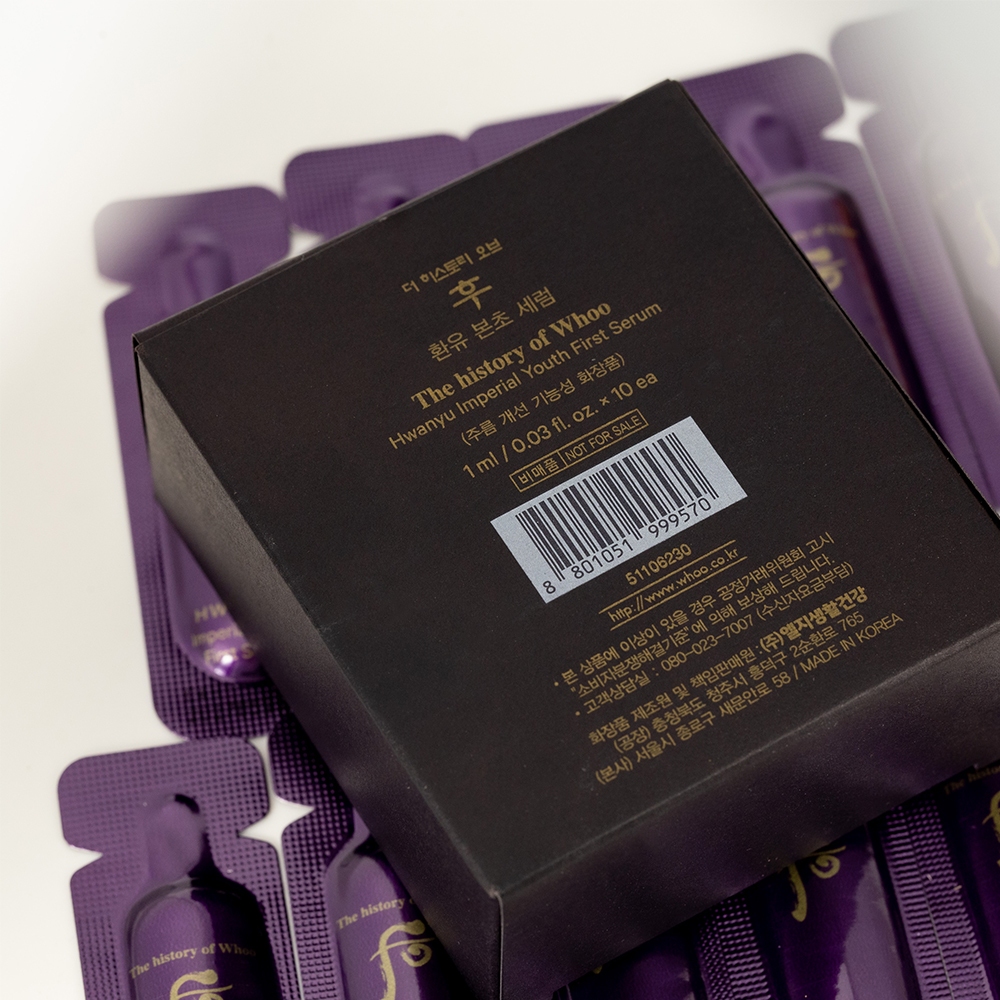 더 히스토리 오브
후
환유 본초 세럼
The history of Whoo
Hwanyu Imperial Youth First Serum
(주름 개선 기능성 화장품)
1 ml / 0.03 fl. oz. × 10 ea
비매품 NOT FOR SALE
8 801051 999570
51106230
http://www.whoo.co.kr
• 본 상품에 이상이 있을 경우 공정거래위원회 고시
"소비자분쟁해결기준"에 의해 보상해 드립니다.
• 고객상담실 : 080-023-7007 (수신자요금부담)
화장품 제조원 및 책임판매원 : (주)엘지생활건강
(공장) 충청북도 청주시 흥덕구 2순환로 765
(본사) 서울시 종로구 새문안로 58 / MADE IN KOREA
The history of Whoo
The history